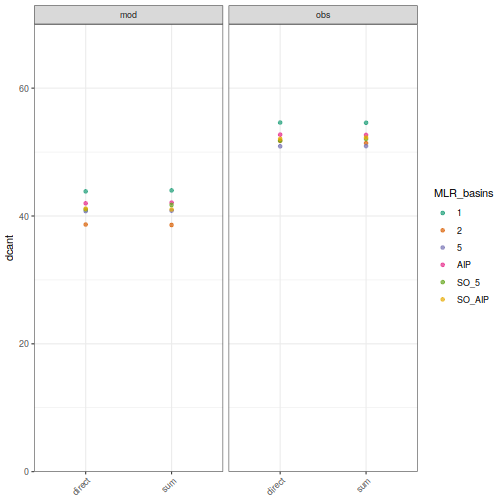 mod obs
60
40
20
0
dcant
direct sum direct sum
MLR_basins
1
2
5
AIP
SO_5
SO_AIP